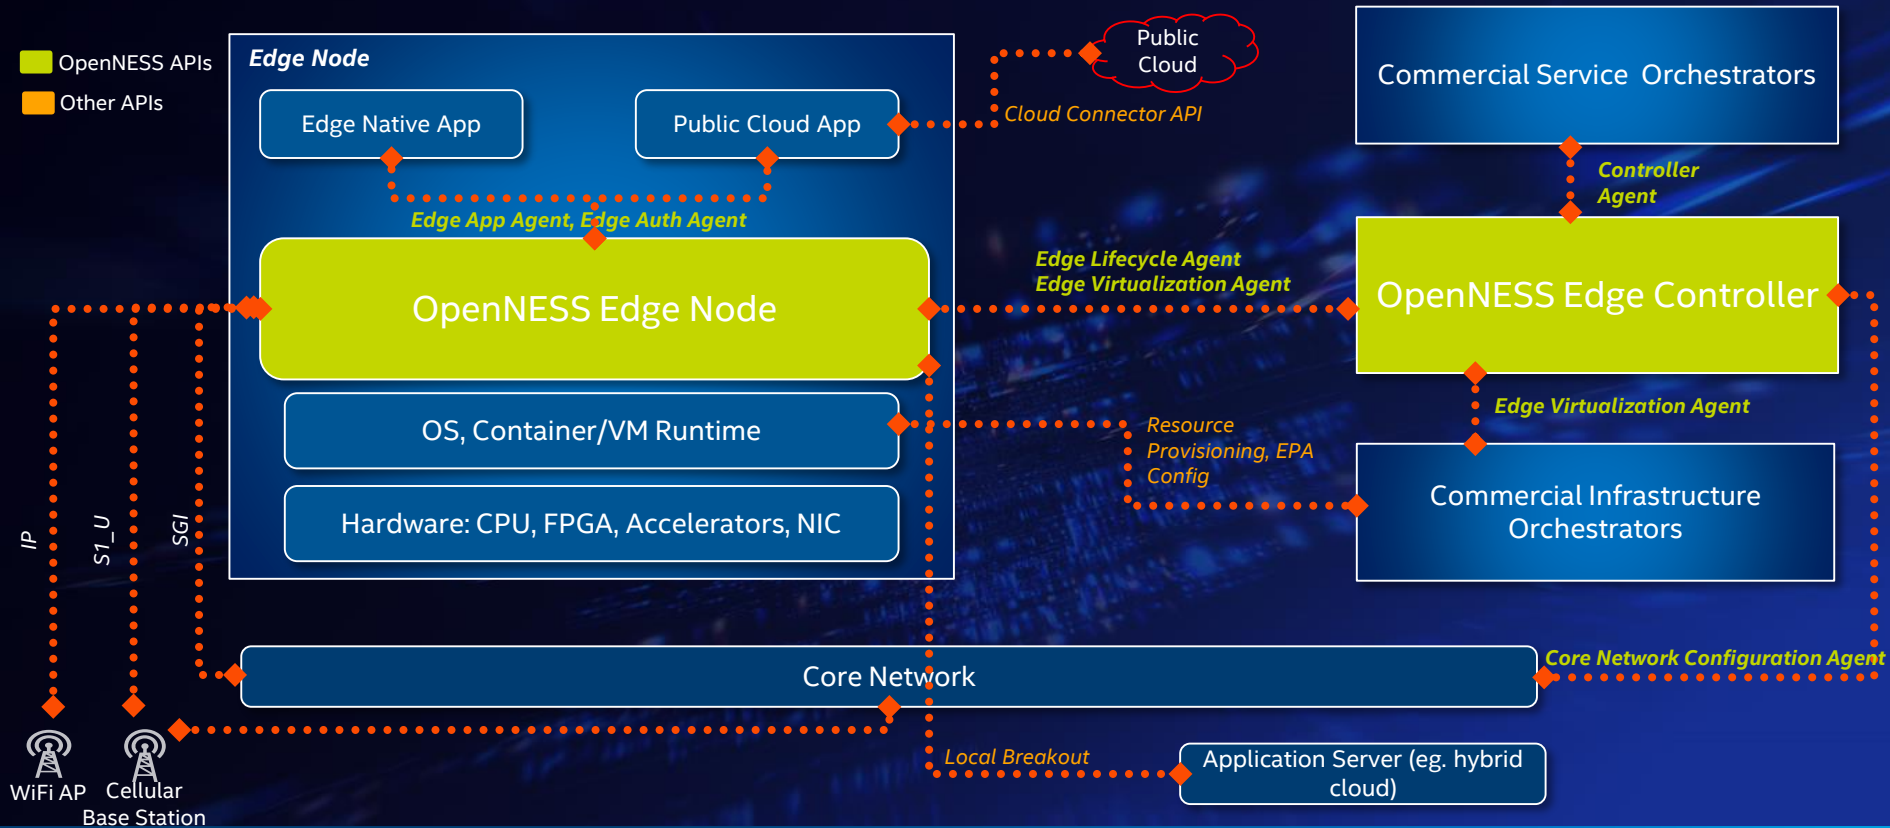 OpenNESS APIs
Other APIs
Edge Node
Edge Native App
Public Cloud App
Public
Cloud
Cloud Connector API
Commercial Service Orchestrators
Controller
Agent
Edge App Agent, Edge Auth Agent
OpenNESS Edge Node
Edge Lifecycle Agent
Edge Virtualization Agent
OpenNESS Edge Controller
OS, Container/VM Runtime
Resource
Provisioning, EPA
Config
Edge Virtualization Agent
Hardware: CPU, FPGA, Accelerators, NIC
Commercial Infrastructure
Orchestrators
IP
S1_U
SGI
Core Network
Core Network Configuration Agent
WiFi AP
Cellular
Base Station
Local Breakout
Application Server (eg. hybrid
cloud)